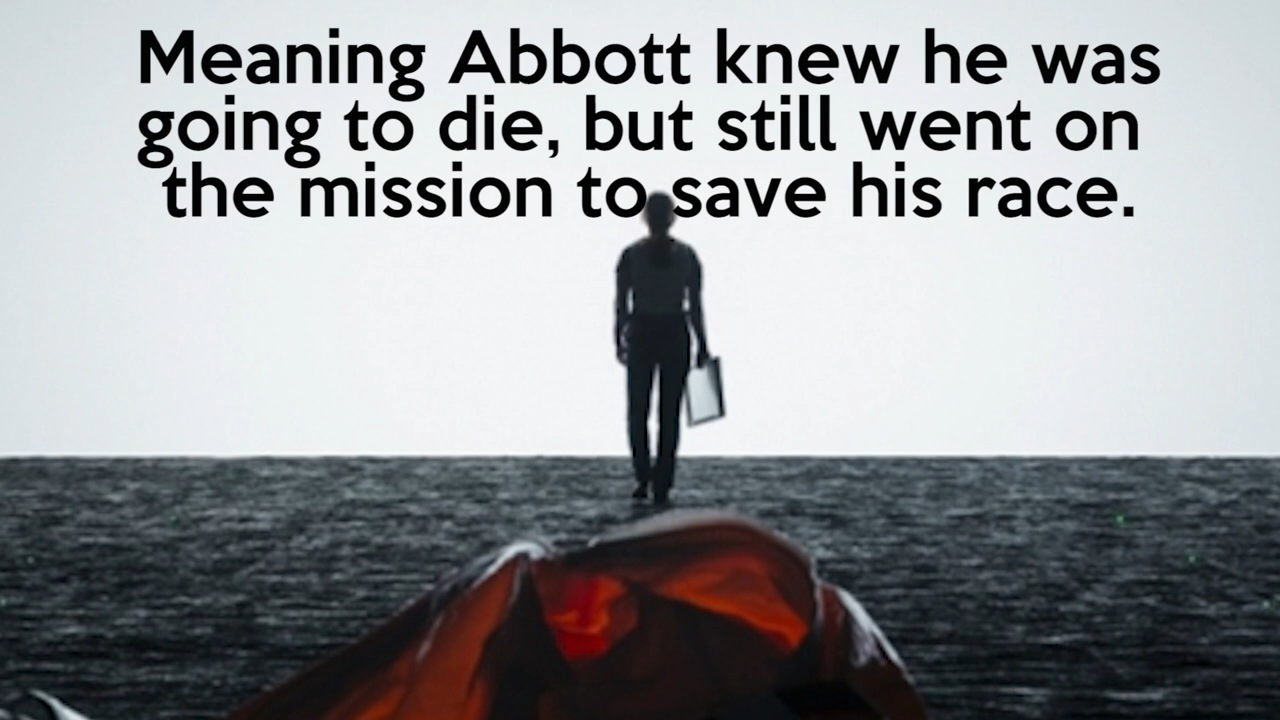 Meaning Abbott knew he was
going to die, but still went on
the mission to save his race.